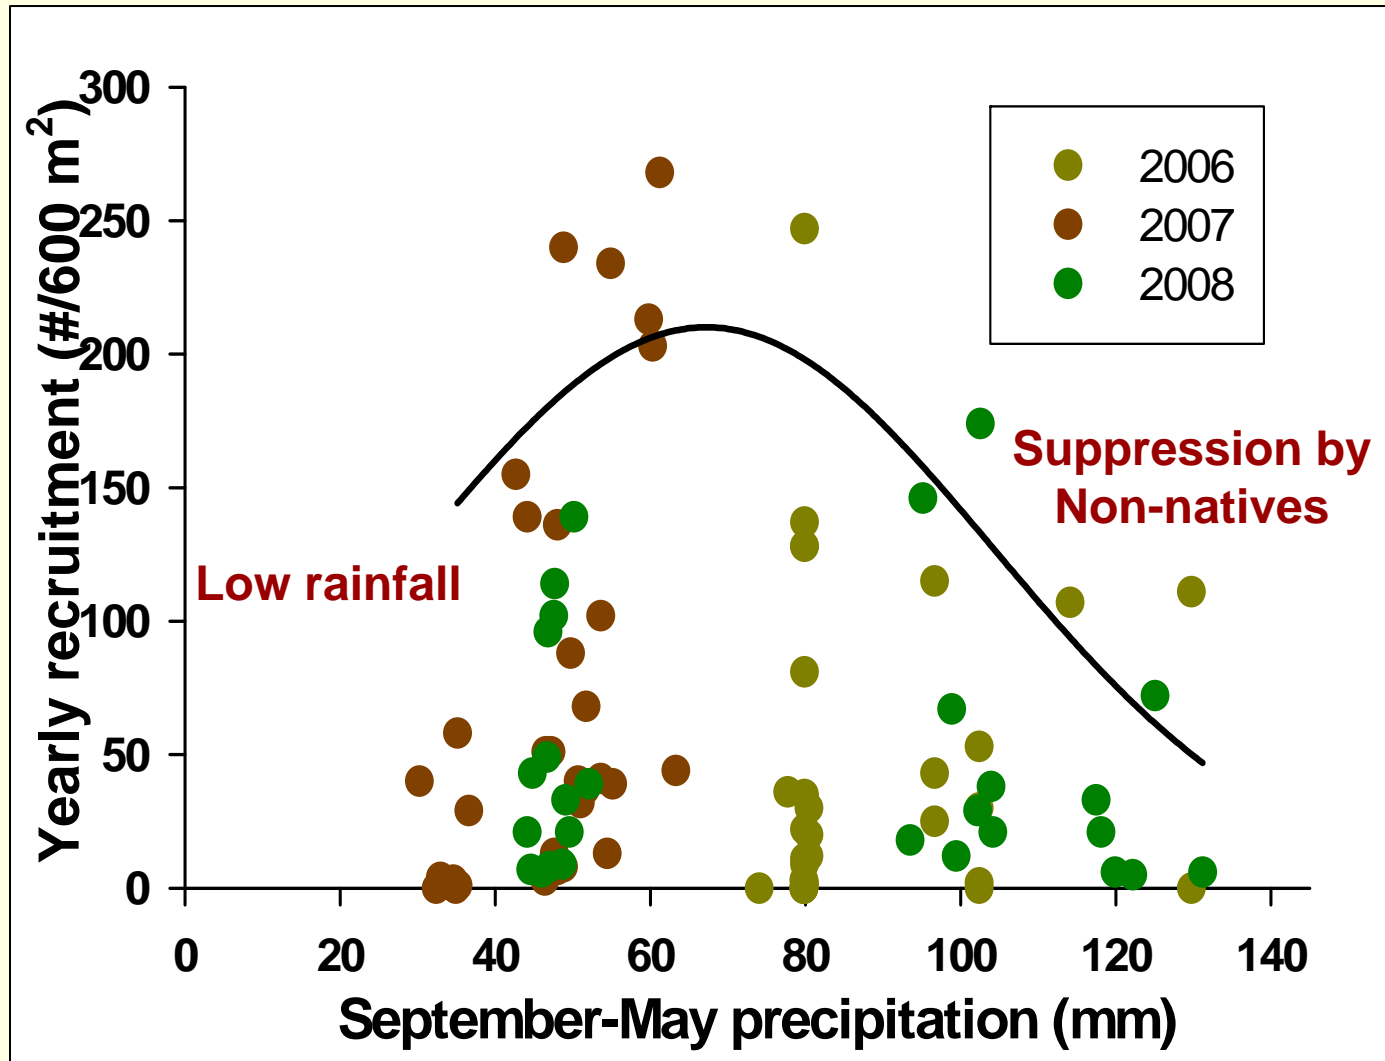 Yearly recruitment (#/600 m²)
300
250
200
150
100
50
0
2006
2007
2008
Suppression by
Non-natives
Low rainfall
0 20 40 60 80 100 120 140
September-May precipitation (mm)